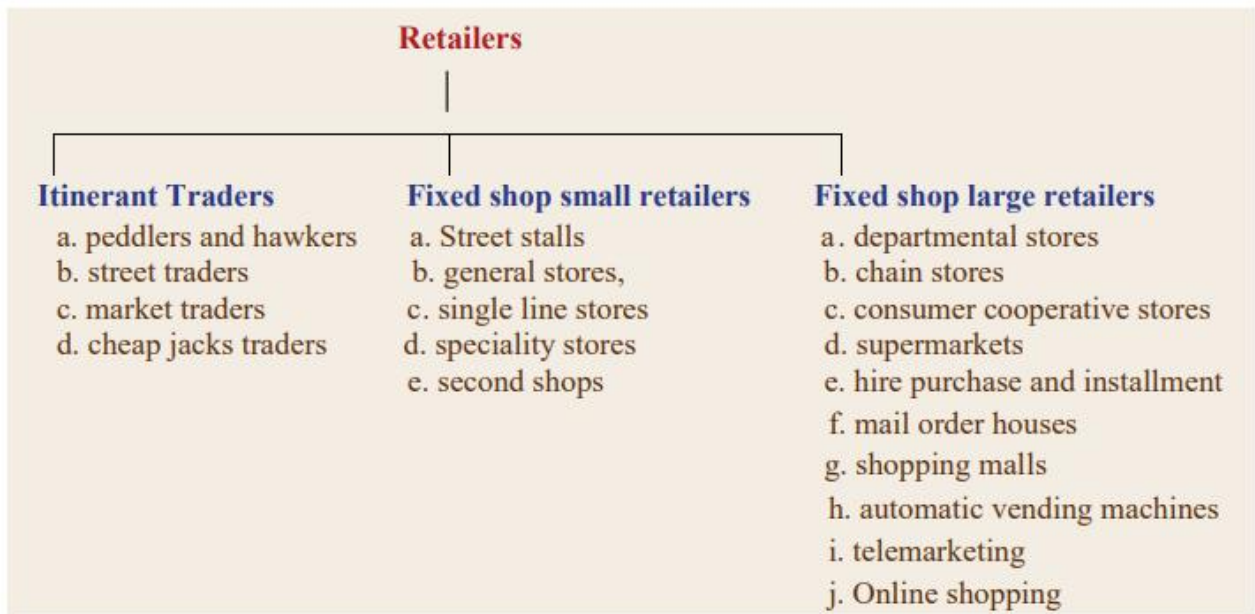 Retailers
Itinerant Traders
a. peddlers and hawkers
b. street traders
c. market traders
d. cheap jacks traders
Fixed shop small retailers
a. Street stalls
b. general stores,
c. single line stores
d. speciality stores
e. second shops
Fixed shop large retailers
a. departmental stores
b. chain stores
c. consumer cooperative stores
d. supermarkets
e. hire purchase and installment
f. mail order houses
g. shopping malls
h. automatic vending machines
i. telemarketing
j. Online shopping